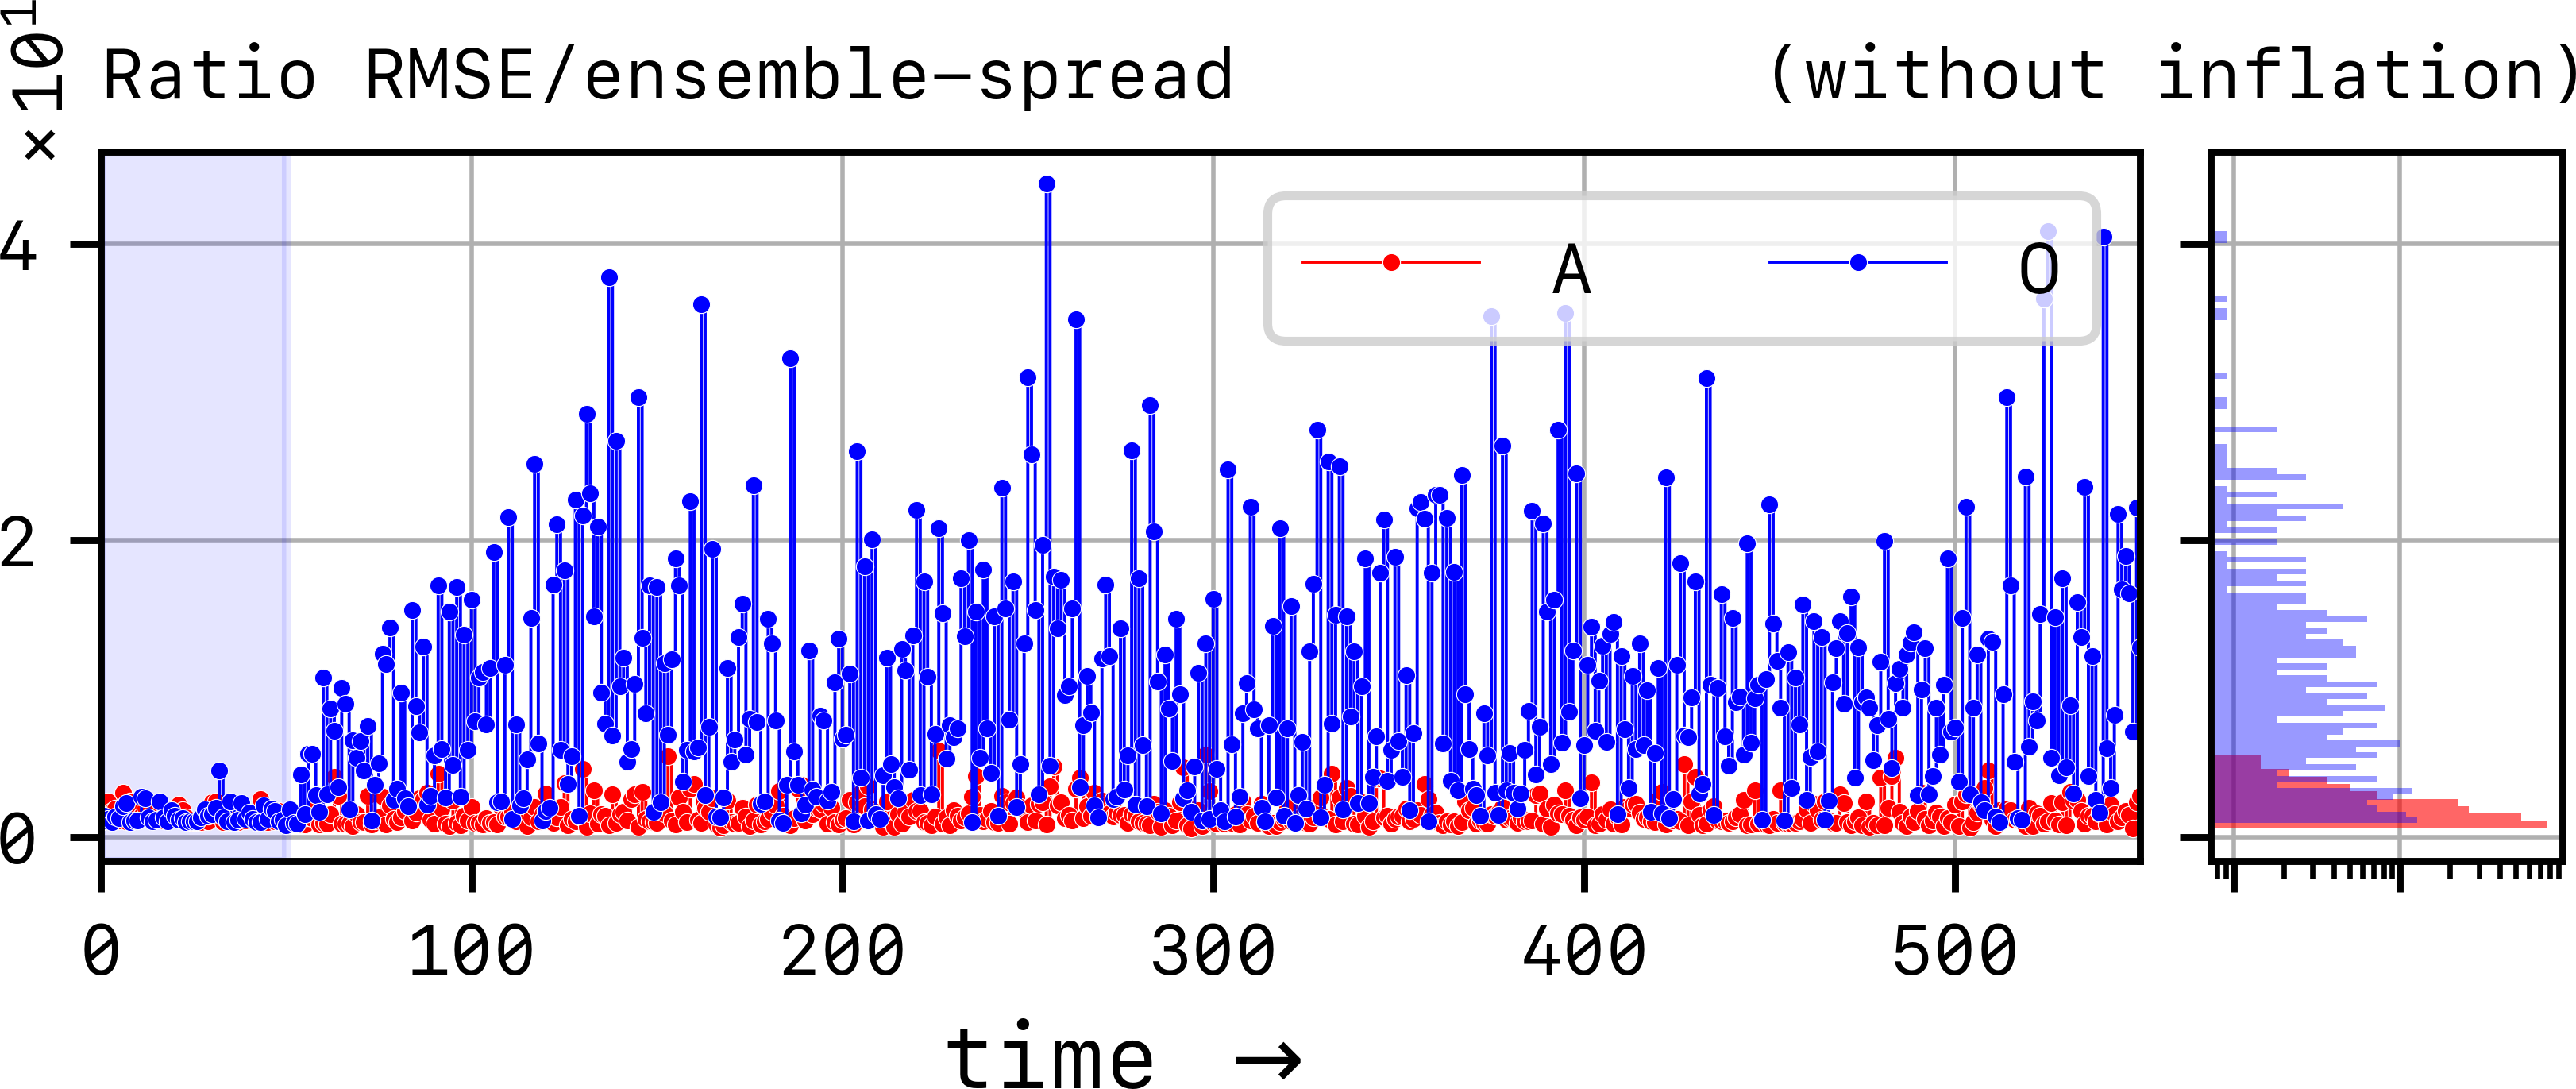 ×10¹
Ratio RMSE/ensemble-spread (without inflation)
4
2
0
A O
0 100 200 300 400 500
time →